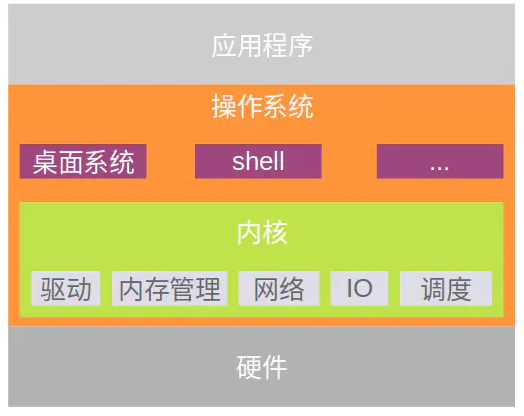 应用程序
操作系统
桌面系统 shell ...
内核
驱动 内存管理 网络 IO 调度
硬件